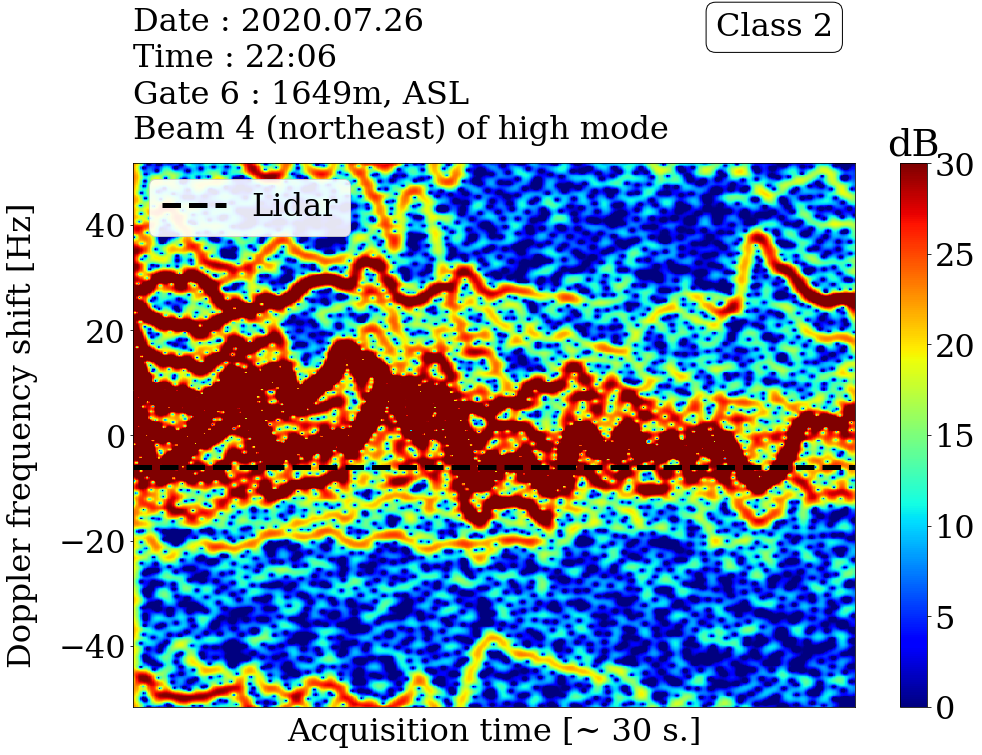 Date : 2020.07.26
Time : 22:06
Gate 6 : 1649m, ASL
Beam 4 (northeast) of high mode
Class 2
dB
Lidar
Doppler frequency shift [Hz]
40
20
0
−20
−40
30
25
20
15
10
5
0
Acquisition time [~ 30 s.]